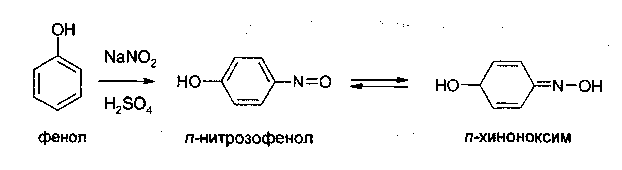 OH
NaNO₂
H₂SO₄
HO
N=O
HO
N-OH
фенол
п-нитрозофенол
п-хиноноксим